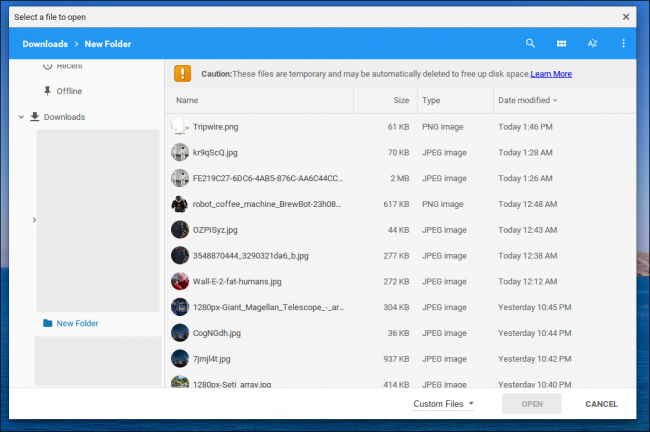 Select a file to open
Downloads > New Folder
Recent
Offline
Downloads
New Folder
Caution:These files are temporary and may be automatically deleted to free up disk space.Learn More
Name Size Type Date modified
Tripwire.png 61 KB PNG image Today 1:46 PM
kr9qScQ.jpg 70 KB JPEG image Today 1:28 AM
FE219C27-6DC6-4AB5-876C-AA6C44CC... 2 MB JPEG image Today 1:26 AM
robot_coffee_machine_BrewBot-23h08... 617 KB PNG image Today 12:48 AM
OZPISyz.jpg 44 KB JPEG image Today 12:43 AM
3548870444_3290321da6_b.jpg 277 KB JPEG image Today 12:38 AM
Wall-E-2-fat-humans.jpg 272 KB JPEG image Today 12:12 AM
1280px-Giant_Magellan_Telescope_-_ar... 304 KB JPEG image Yesterday 10:45 PM
CogNGdh.jpg 36 KB JPEG image Yesterday 10:44 PM
7jmjl4t.jpg 937 KB JPEG image Yesterday 10:42 PM
1280px-Seti_array.jpg 414 KB JPEG image Yesterday 10:40 PM
Custom Files OPEN CANCEL